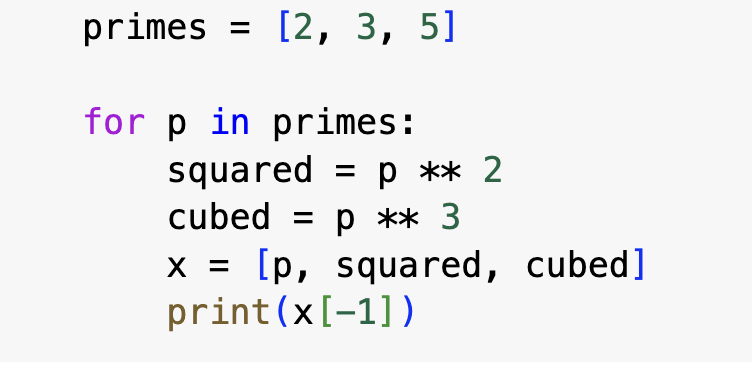 primes = [2, 3, 5]

for p in primes:
    squared = p ** 2
    cubed = p ** 3
    x = [p, squared, cubed]
    print(x[-1])